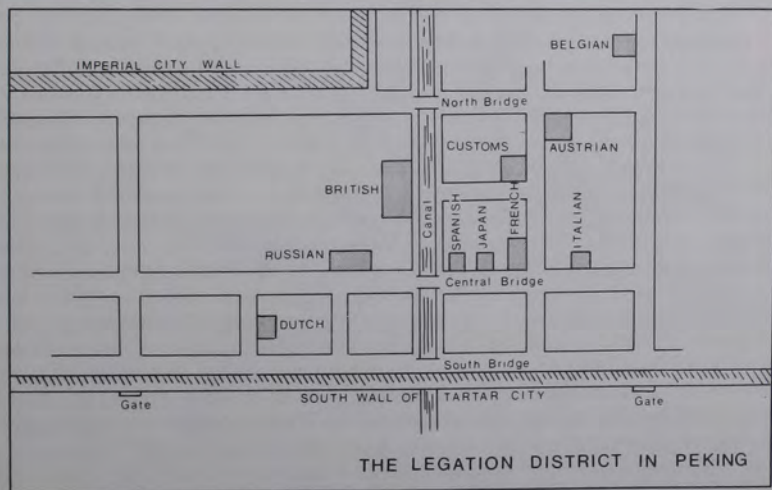 BELGIAN
IMPERIAL CITY WALL
North Bridge
CUSTOMS
AUSTRIAN
BRITISH
Canal
SPANISH
JAPAN
FRENCH
ITALIAN
RUSSIAN
Central Bridge
DUTCH
South Bridge
Gate
SOUTH WALL OF TARTAR CITY
Gate
THE LEGATION DISTRICT IN PEKING